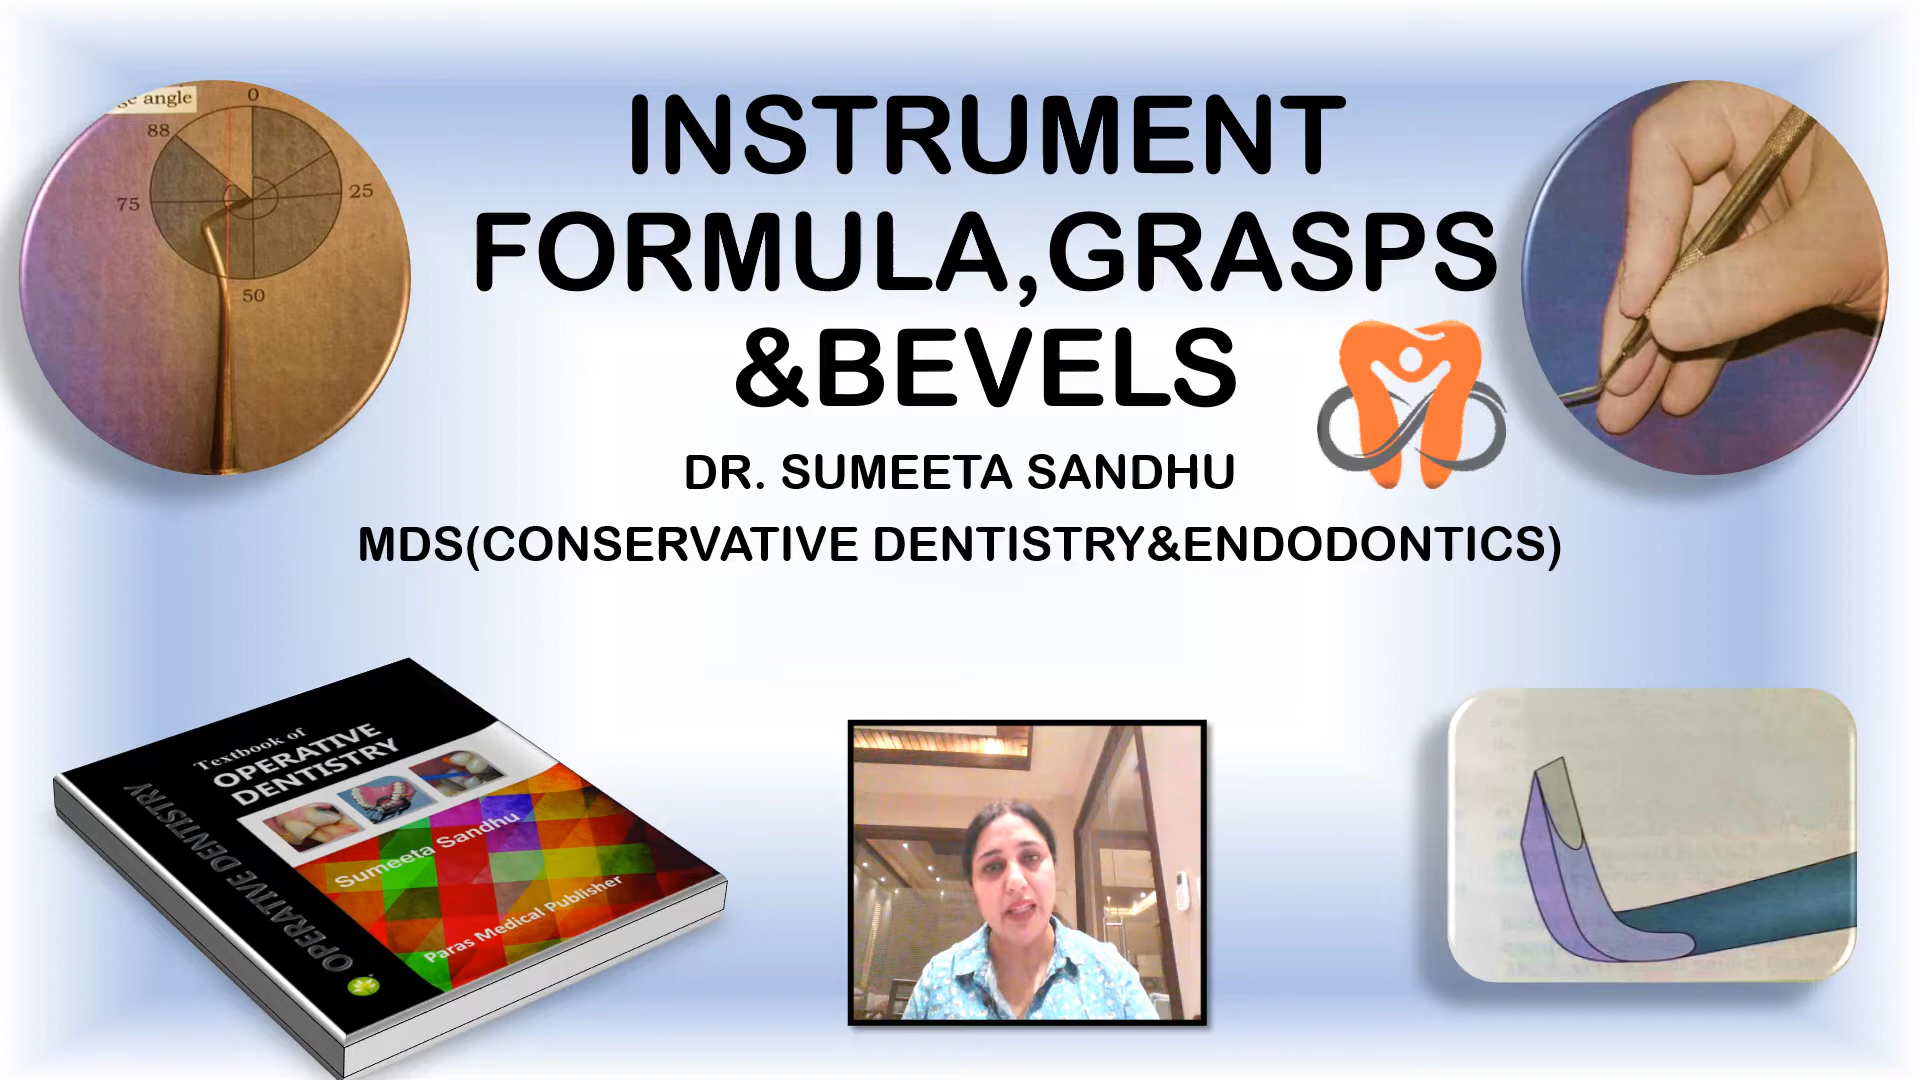 INSTRUMENT
FORMULA,GRASPS
&BEVELS
DR. SUMEETA SANDHU
MDS(CONSERVATIVE DENTISTRY&ENDODONTICS)
angle
0
88
25
75
50
Textbook of
OPERATIVE
DENTISTRY
OPERATIVE DENTISTRY
Sumeeta Sandhu
Paras Medical Publisher